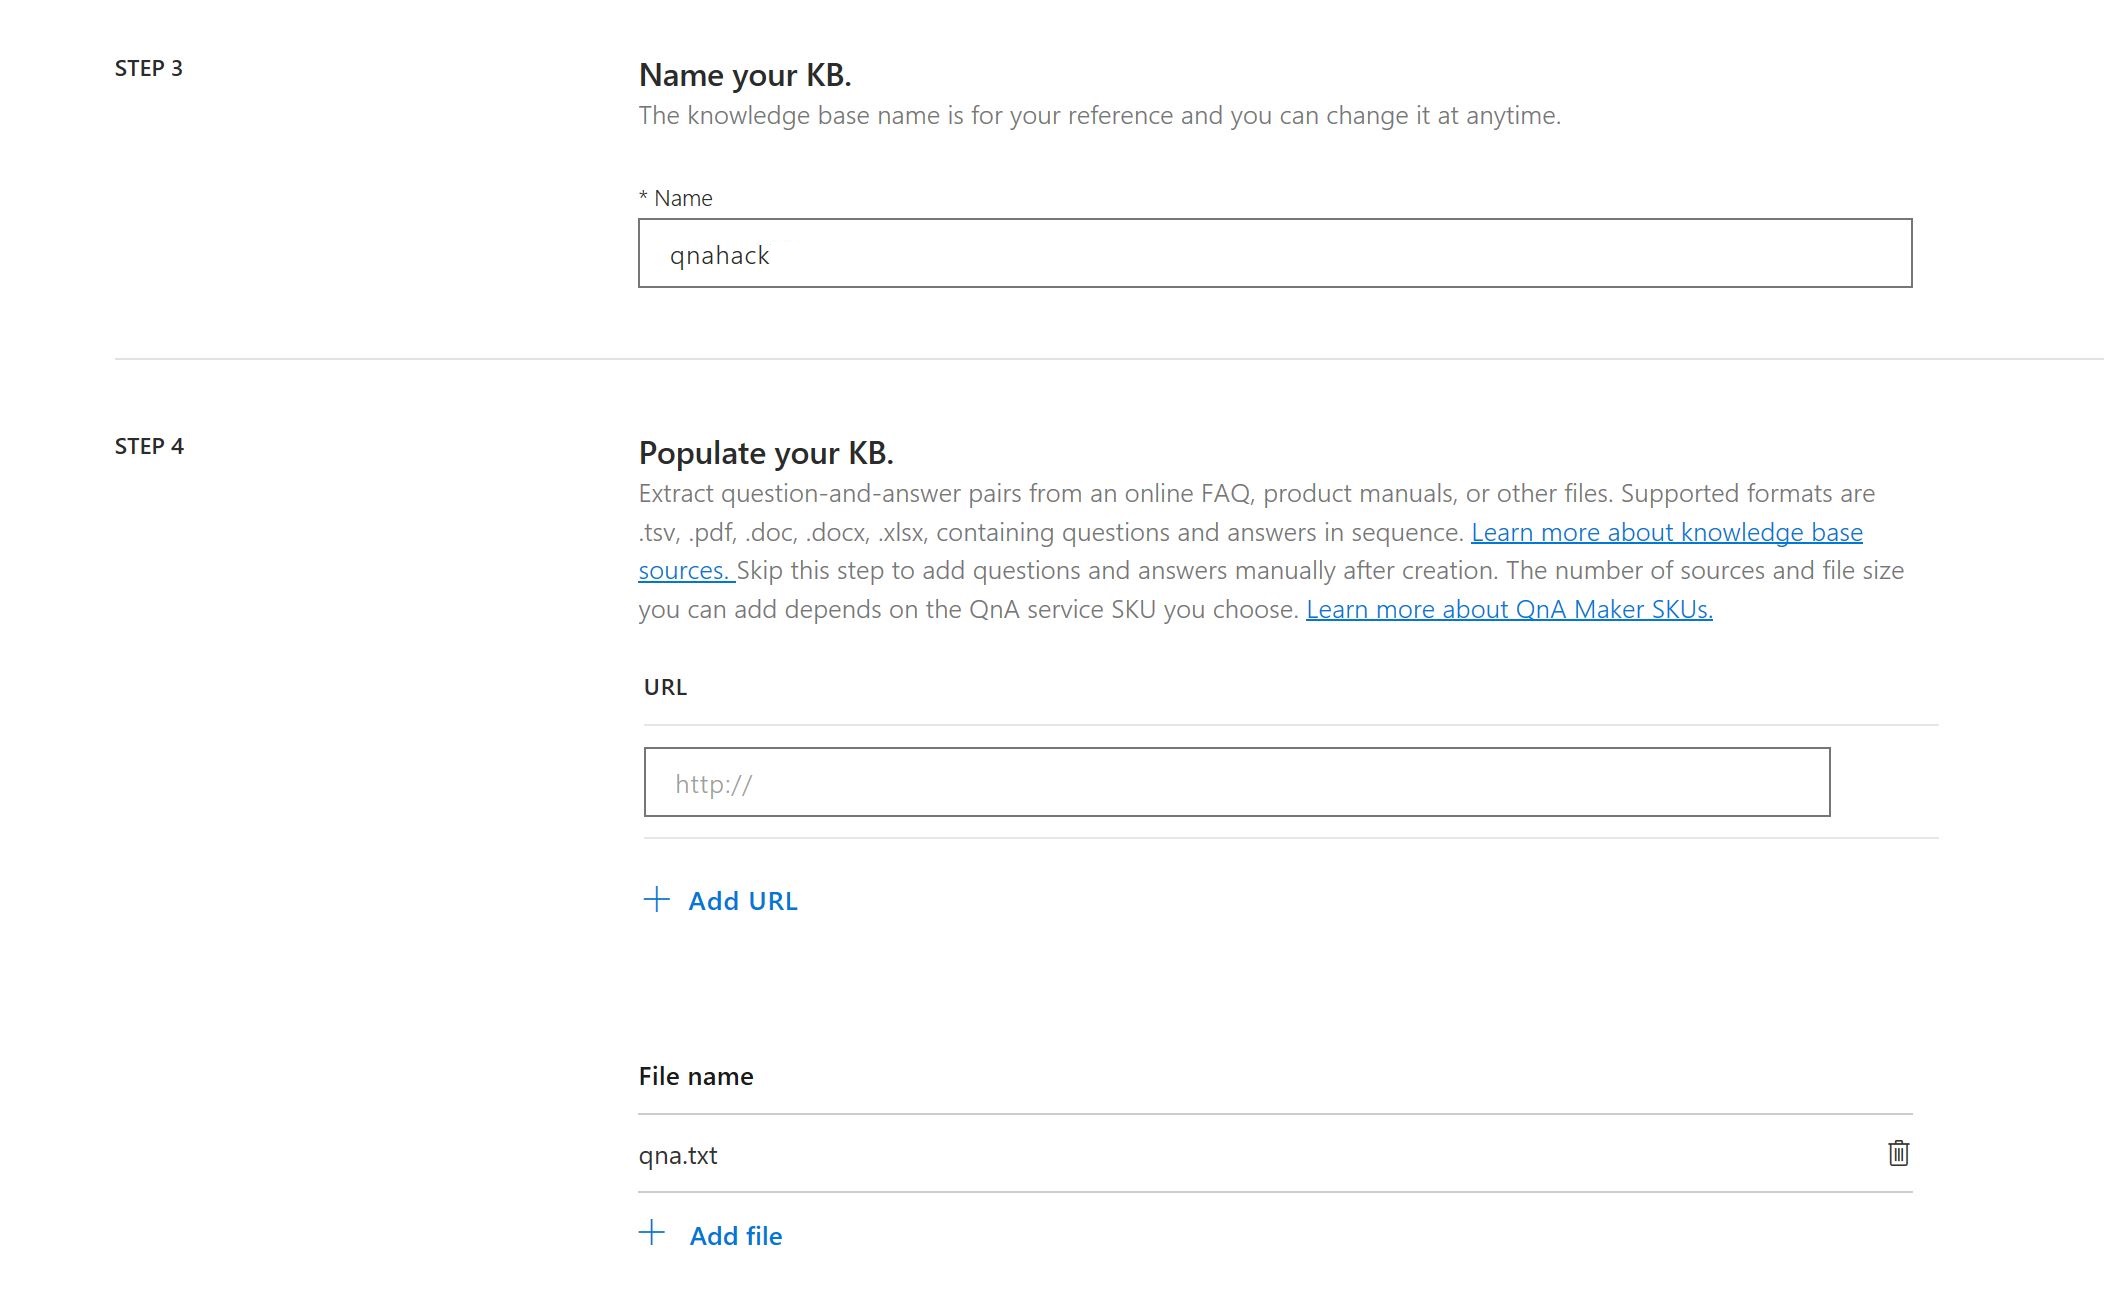 STEP 3
Name your KB.
The knowledge base name is for your reference and you can change it at anytime.
* Name
qnahack
STEP 4
Populate your KB.
Extract question-and-answer pairs from an online FAQ, product manuals, or other files. Supported formats are
.tsv, .pdf, .doc, .docx, .xlsx, containing questions and answers in sequence. Learn more about knowledge base
sources. Skip this step to add questions and answers manually after creation. The number of sources and file size
you can add depends on the QnA service SKU you choose. Learn more about QnA Maker SKUs.
URL
http://
Add URL
File name
qna.txt
Add file